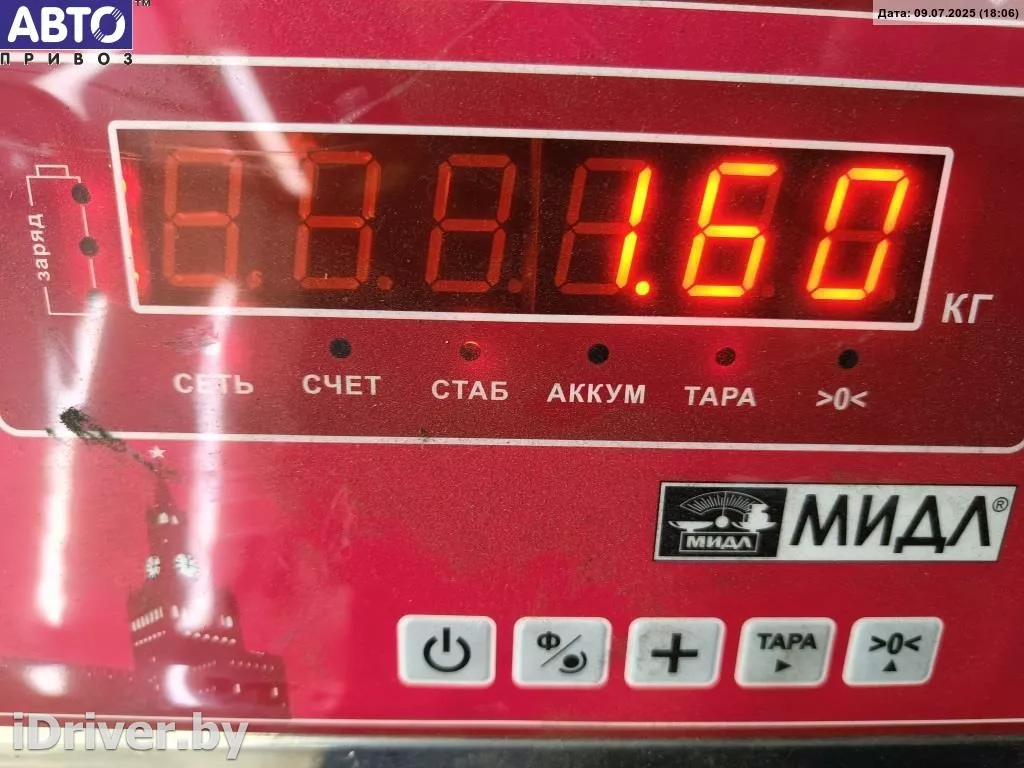 АВТО™
ПРИВОЗ
Дата: 09.07.2025 (18:06)
заряд
1.60
КГ
СЕТЬ СЧЕТ СТАБ АККУМ ТАРА >0<
МИДЛ МИДЛ®
Ф ТАРА >0<
iDriver.by